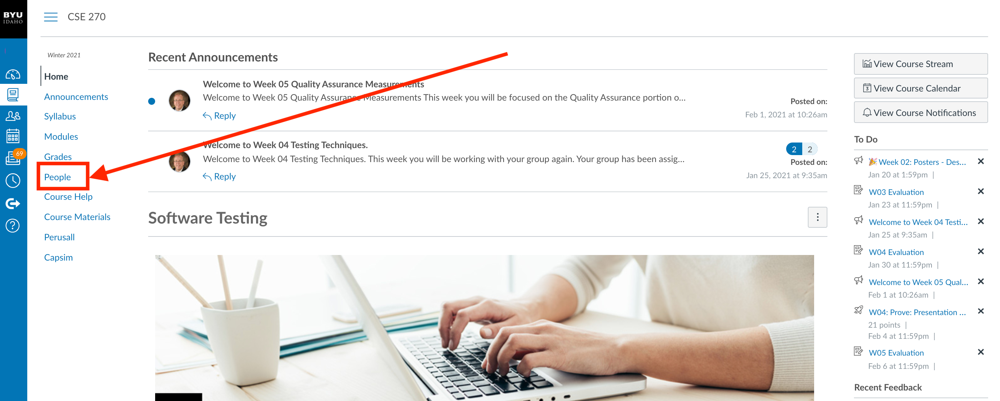 BYU
IDAHO
CSE 270
Winter 2021
Home
Announcements
Syllabus
Modules
Grades
People
Course Help
Course Materials
Perusall
Capsim
69
Recent Announcements
Welcome to Week 05 Quality Assurance Measurements
Welcome to Week 05 Quality Assurance Measurements This week you will be focused on the Quality Assurance portion o...
Reply
Posted on:
Feb 1, 2021 at 10:26am
Welcome to Week 04 Testing Techniques.
Welcome to Week 04 Testing Techniques. This week you will be working with your group again. Your group has been assig...
Reply
2 2
Posted on:
Jan 25, 2021 at 9:35am
Software Testing
View Course Stream
3 View Course Calendar
View Course Notifications
To Do
Week 02: Posters - Des...
Jan 20 at 1:59pm |
W03 Evaluation
Jan 23 at 11:59pm |
Welcome to Week 04 Testi...
Jan 25 at 9:35am |
W04 Evaluation
Jan 30 at 11:59pm |
Welcome to Week 05 Qual...
Feb 1 at 10:26am |
W04: Prove: Presentation ...
21 points |
Feb 4 at 11:59pm |
W05 Evaluation
Feb 6 at 11:59pm |
Recent Feedback